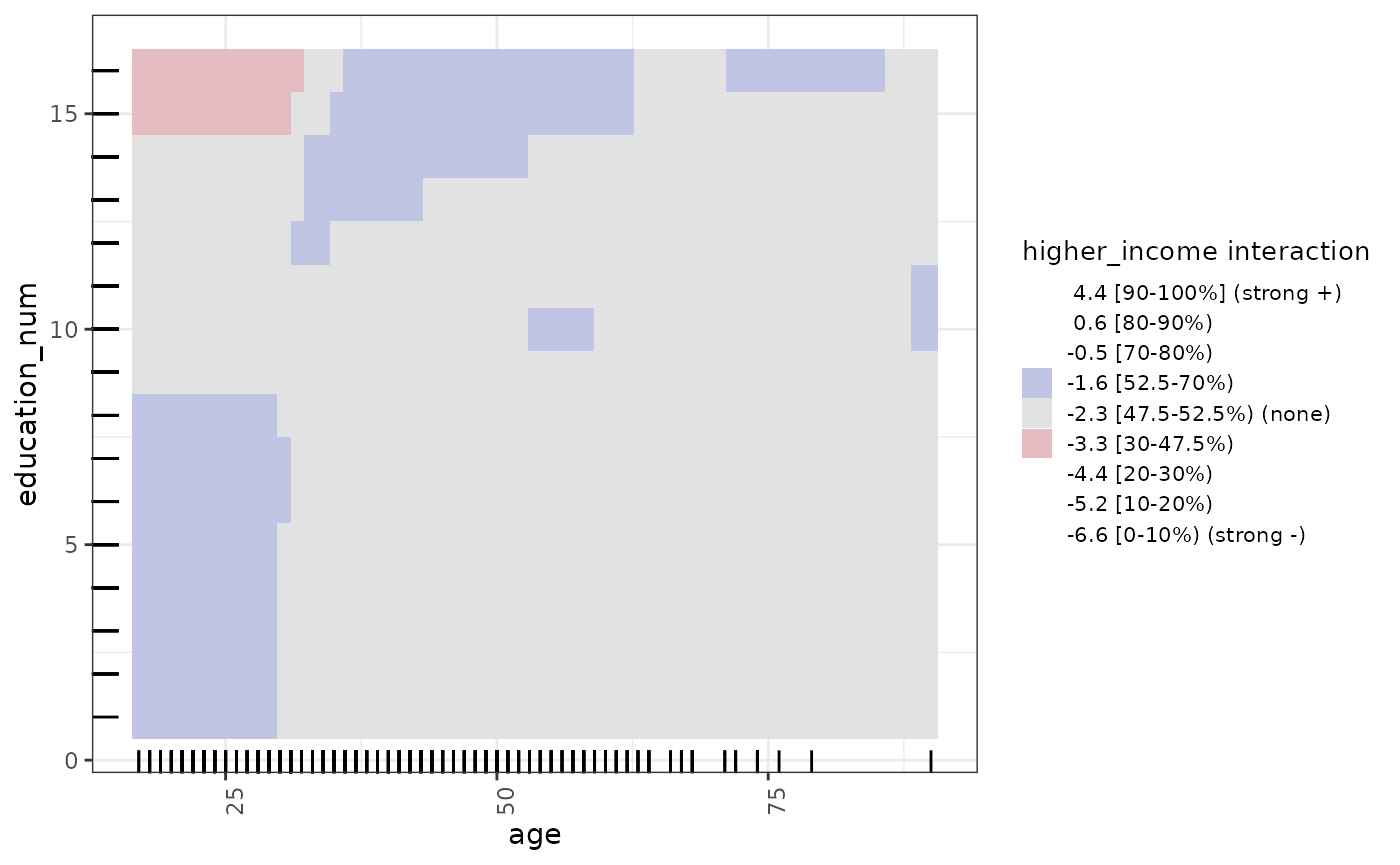 15
10
5
0
education_num
25
50
75
age
higher_income interaction
4.4 [90-100%] (strong +)
0.6 [80-90%)
-0.5 [70-80%)
-1.6 [52.5-70%)
-2.3 [47.5-52.5%) (none)
-3.3 [30-47.5%)
-4.4 [20-30%)
-5.2 [10-20%)
-6.6 [0-10%) (strong -)